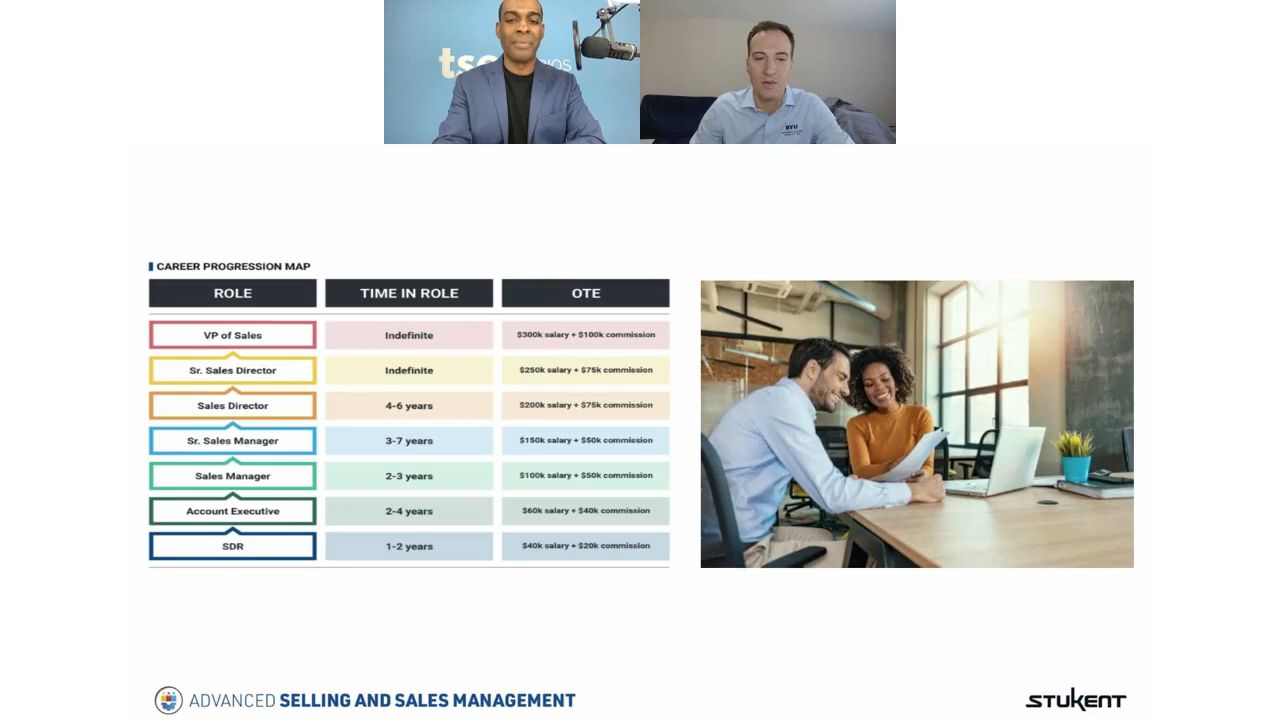 tse
IOS
BYU
CAREER PROGRESSION MAP
ROLE TIME IN ROLE OTE
VP of Sales Indefinite $300k salary + $100k commission
Sr. Sales Director Indefinite $250k salary + $75k commission
Sales Director 4-6 years $200k salary + $75k commission
Sr. Sales Manager 3-7 years $150k salary + $50k commission
Sales Manager 2-3 years $100k salary + $50k commission
Account Executive 2-4 years $60k salary + $40k commission
SDR 1-2 years $40k salary + $20k commission
ADVANCED SELLING AND SALES MANAGEMENT
STUKENT